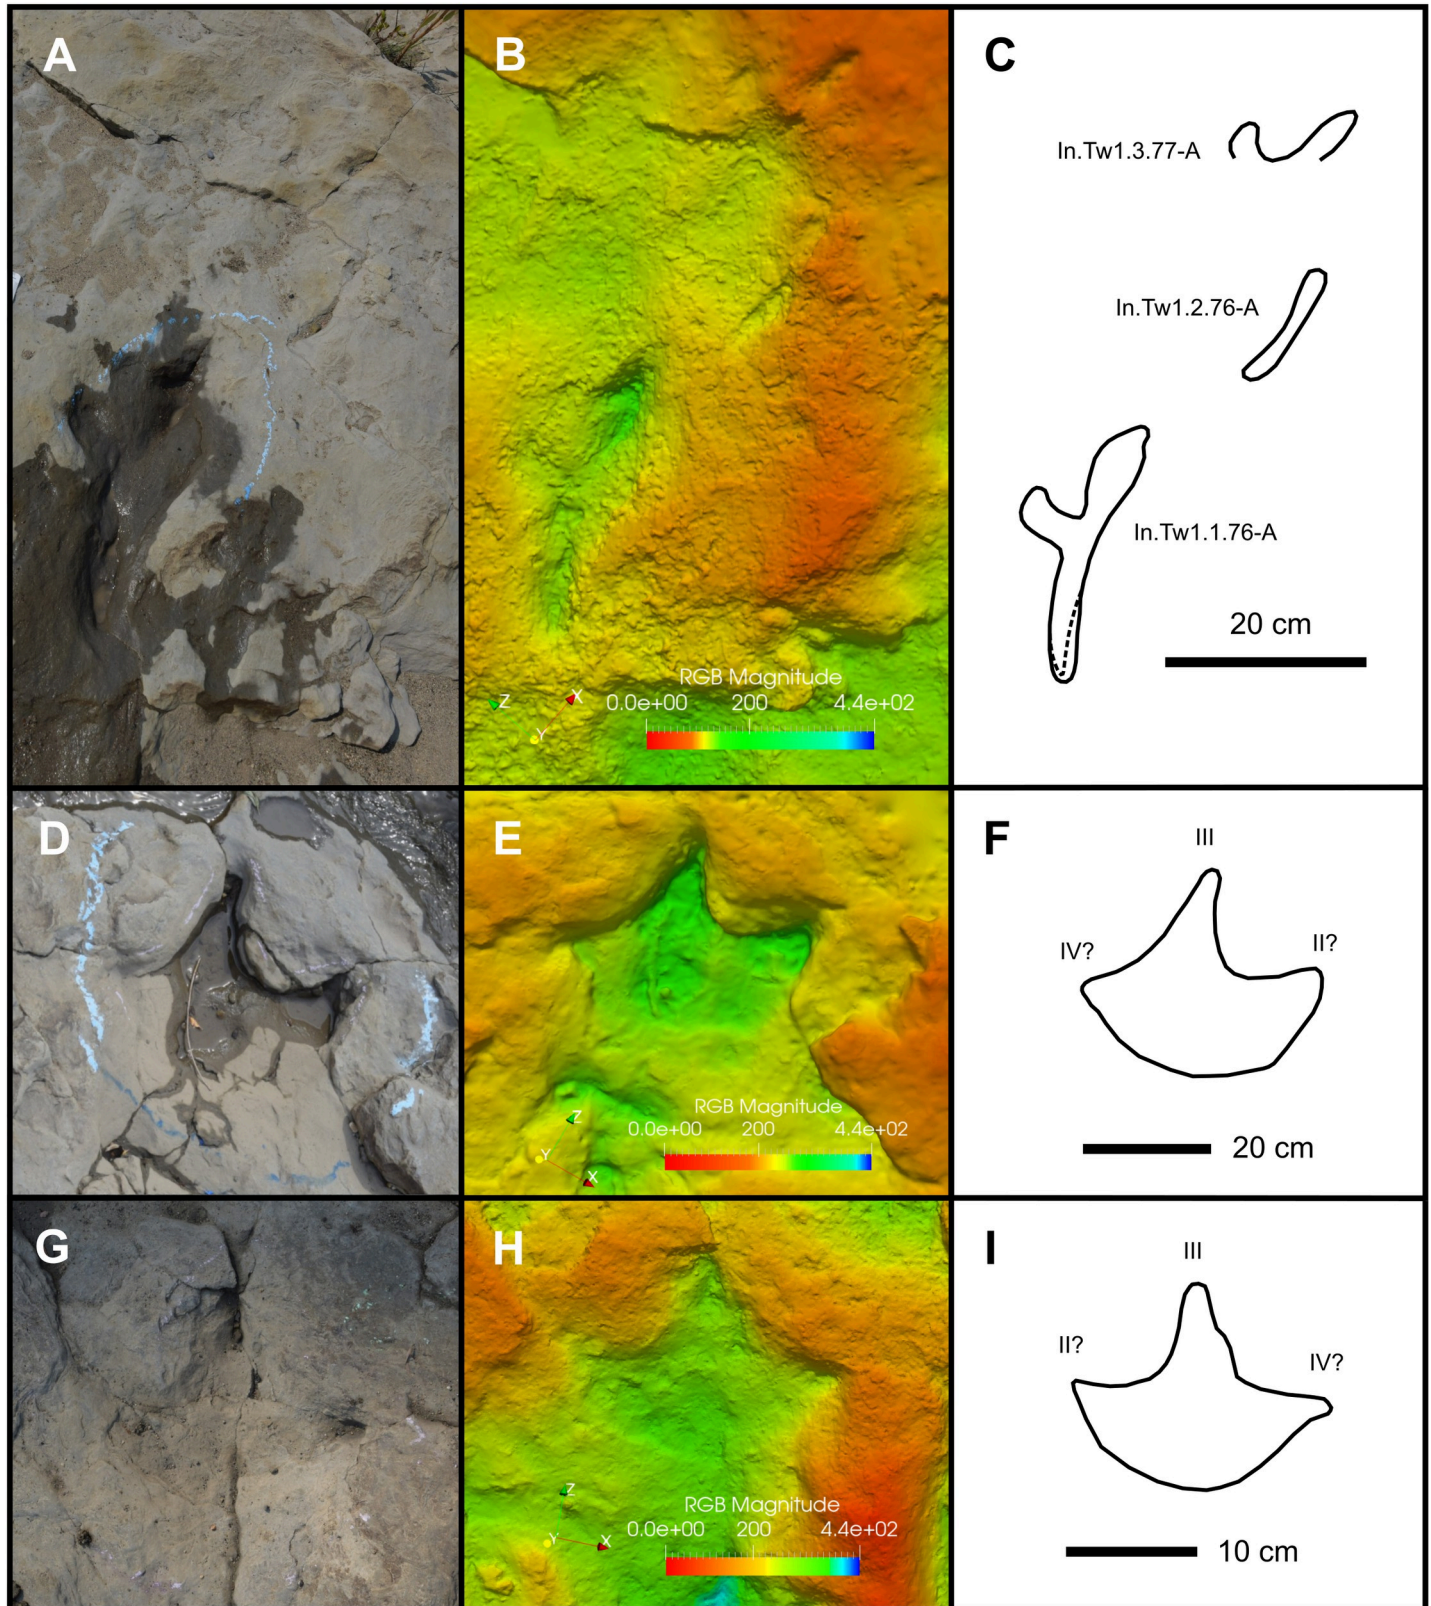 A
B
C
In.Tw1.3.77-A
In.Tw1.2.76-A
In.Tw1.1.76-A
20 cm
RGB Magnitude
0.0e+00 200 4.4e+02
Z
X
Y
D
E
F
III
IV?
II?
20 cm
RGB Magnitude
0.0e+00 200 4.4e+02
Z
Y
X
G
H
I
III
II?
IV?
10 cm
RGB Magnitude
0.0e+00 200 4.4e+02
Z
Y
X